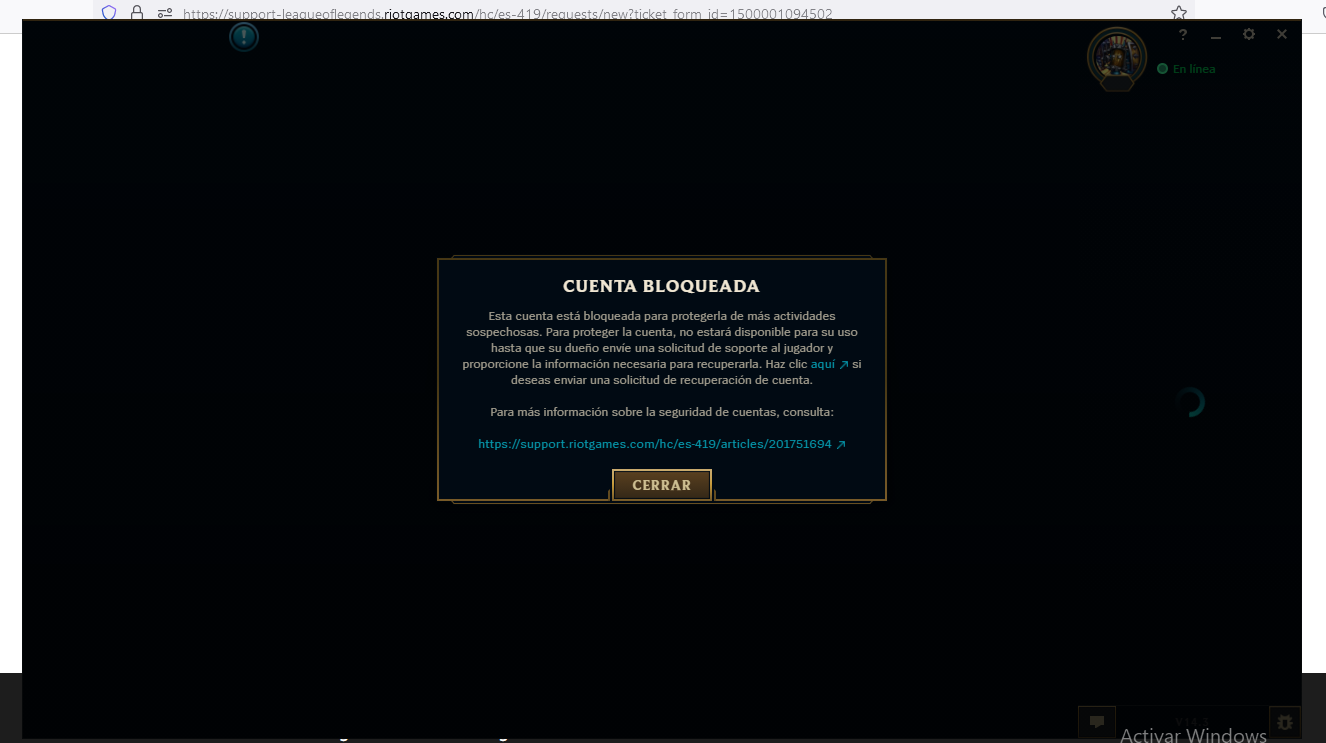 https://support-leagueoflegends.riotgames.com/hc/es-419/requests/new?ticket_form_id=1500001094502
?
En línea
CUENTA BLOQUEADA
Esta cuenta está bloqueada para protegerla de más actividades
sospechosas. Para proteger la cuenta, no estará disponible para su uso
hasta que su dueño envíe una solicitud de soporte al jugador y
proporcione la información necesaria para recuperarla. Haz clic aquí ↗ si
deseas enviar una solicitud de recuperación de cuenta.
Para más información sobre la seguridad de cuentas, consulta:
https://support.riotgames.com/hc/es-419/articles/201751694 ↗
CERRAR
Activar Windows